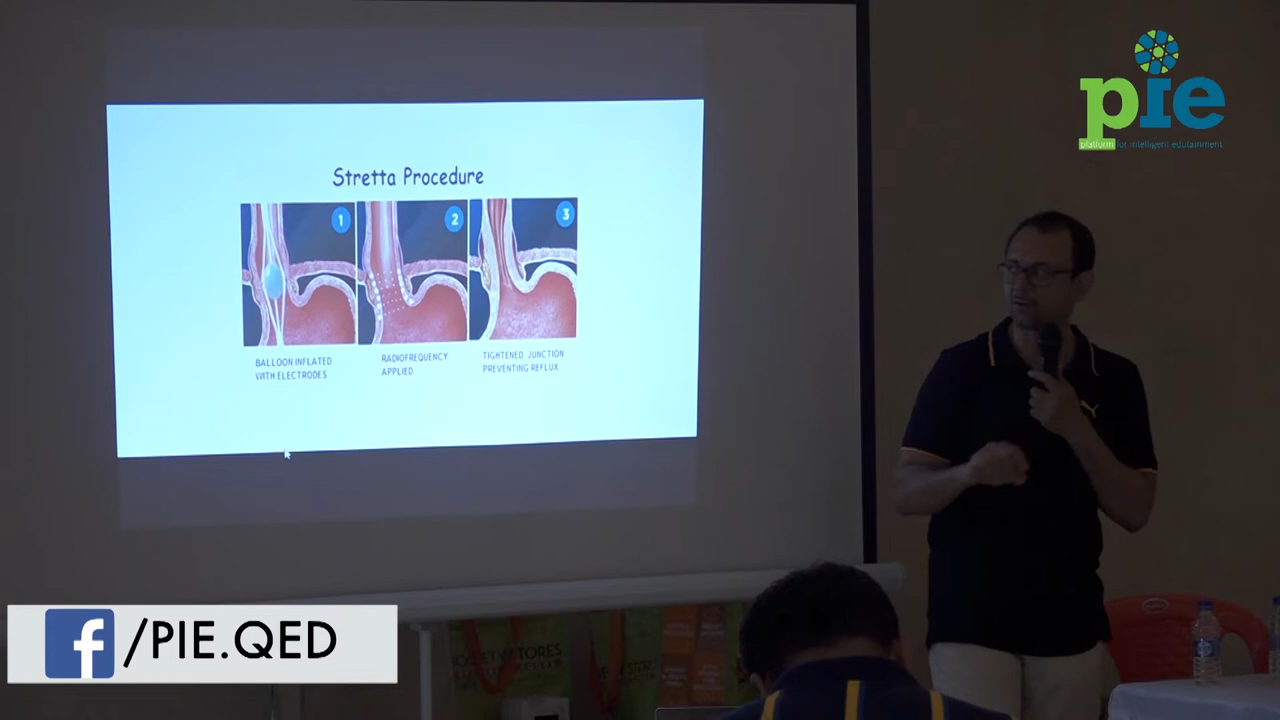 Stretta Procedure
1
2
3
BALLOON INFLATED
WITH ELECTRODES
RADIOFREQUENCY
APPLIED
TIGHTENED JUNCTION
PREVENTING REFLUX
pie
platform for intelligent edutainment
f/PIE.QED